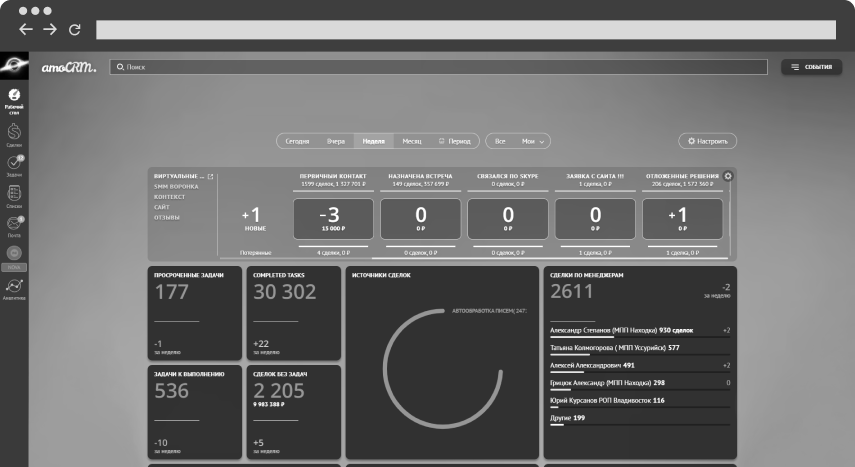 amoCRM.
Поиск
СОБЫТИЯ
Рабочий
стол
Сделки
Задачи
Списки
Почта
Аналитика
Сегодня Вчера Неделя Месяц Период
Все Мои
Настроить
ВИРТУАЛЬНЫЕ ...
SMM ВОРОНКА
КОНТЕКСТ
САЙТ
ОТЗЫВЫ
+1
НОВЫЕ
Потерянные
ПЕРВИЧНЫЙ КОНТАКТ
1599 сделок, 1 327 701 ₽
-3
15 000 ₽
4 сделки, 0 ₽
НАЗНАЧЕНА ВСТРЕЧА
149 сделок, 357 699 ₽
0
0 ₽
0 сделок, 0 ₽
СВЯЗАЛСЯ ПО SKYPE
0 сделок, 0 ₽
0
0 ₽
0 сделок, 0 ₽
ЗАЯВКА С САЙТА !!!
1 сделка, 0 ₽
0
0 ₽
1 сделка, 0 ₽
ОТЛОЖЕННЫЕ РЕШЕНИЯ
206 сделок, 1 572 360 ₽
+1
0 ₽
1 сделка, 0 ₽
ПРОСРОЧЕННЫЕ ЗАДАЧИ
177
-1
за неделю
COMPLETED TASKS
30 302
+22
за неделю
ИСТОЧНИКИ СДЕЛОК
АВТООБРАБОТКА ПИСЕМ( 247:
СДЕЛКИ ПО МЕНЕДЖЕРАМ
2611
-2
за неделю
Александр Степанов (МПП Находка) 930 сделок +2
Татьяна Колмогорова ( МПП Уссурийск) 577
Алексей Александрович 491 +2
Грицюк Александр (МПП Находка) 298 0
Юрий Курсанов РОП Владивосток 116
Другие 199
ЗАДАЧИ К ВЫПОЛНЕНИЮ
536
-10
за неделю
СДЕЛОК БЕЗ ЗАДАЧ
2 205
9 983 388 ₽
+5
за неделю